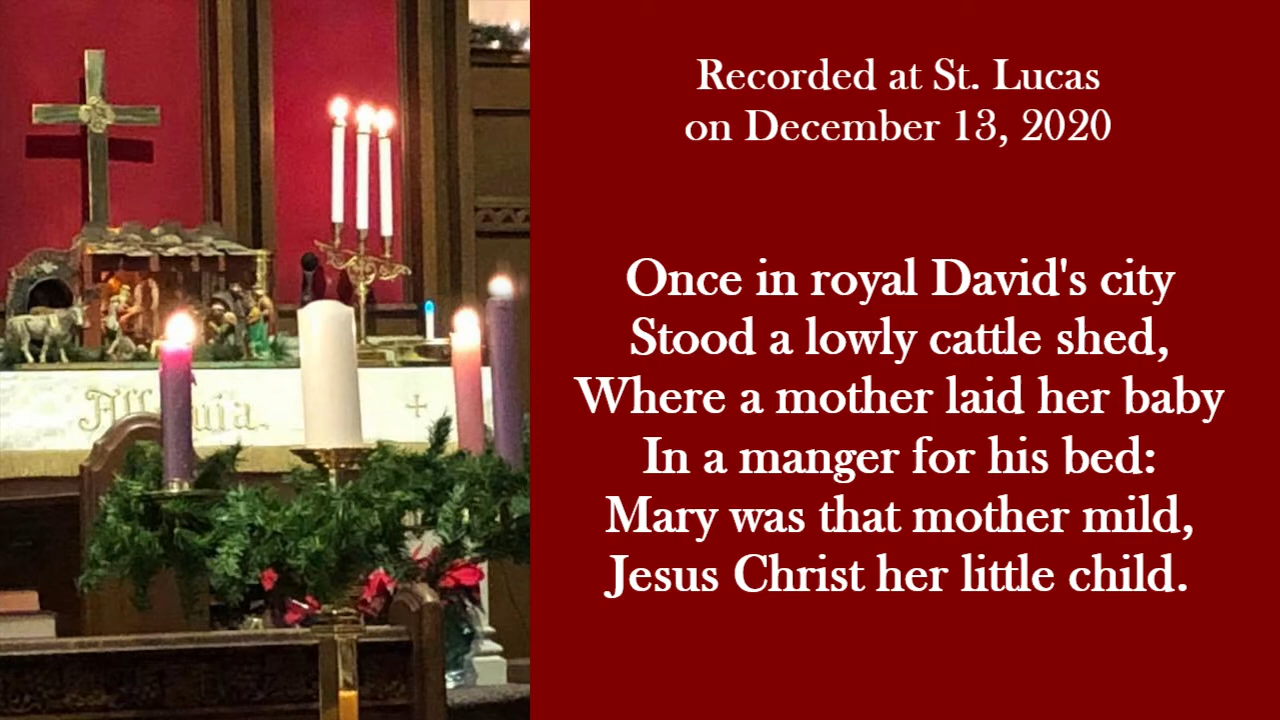 Recorded at St. Lucas
on December 13, 2020
Once in royal David's city
Stood a lowly cattle shed,
Where a mother laid her baby
In a manger for his bed:
Mary was that mother mild,
Jesus Christ her little child.